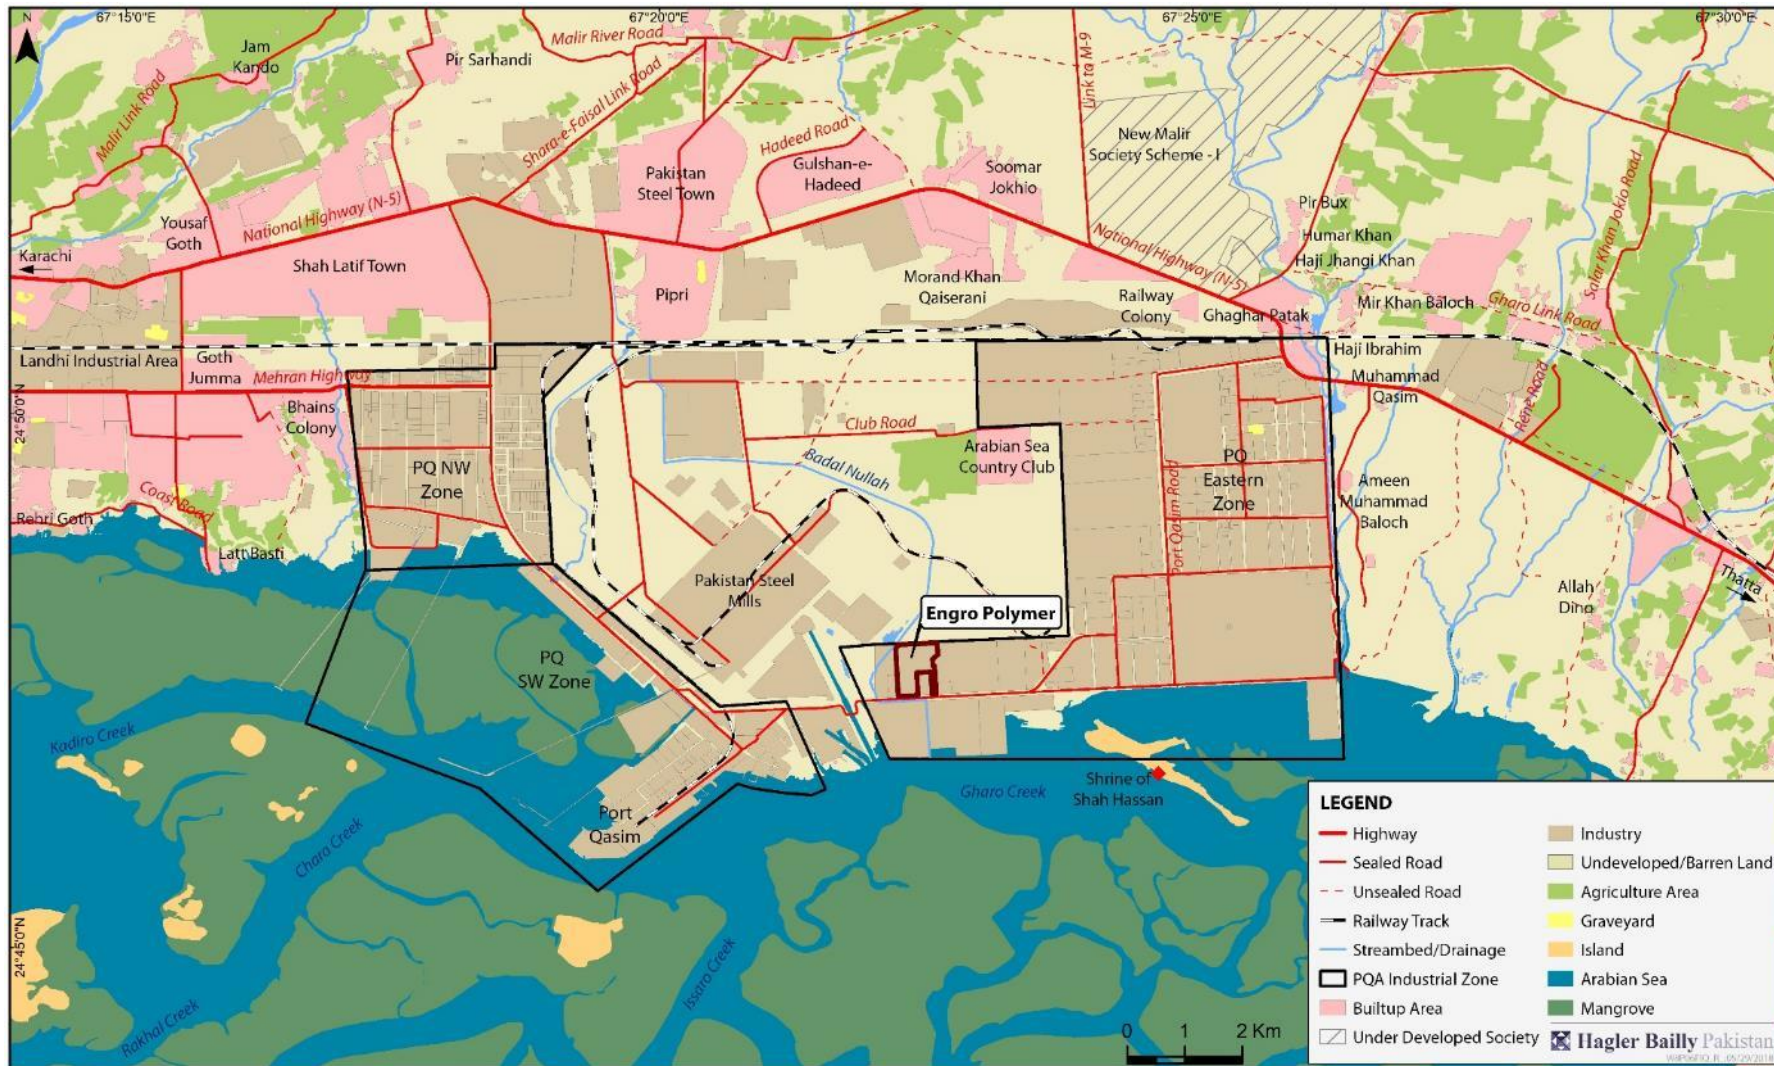 67°15'0"E
67°20'0"E
67°25'0"E
67°30'0"E
N
Jam
Kando
Malir River Road
Pir Sarhandi
Malir Link Road
Shara-e-Faisal Link Road
Link to M-9
Hadeed Road
New Malir
Society Scheme - I
Pakistan
Steel Town
Gulshan-e-
Hadeed
Soomar
Jokhio
Salar Khan Jokio Road
Yousaf
Goth
National Highway (N-5)
Pir Bux
Humar Khan
Haji Jhangi Khan
National Highway (N-5)
Karachi
Shah Latif Town
Pipri
Morand Khan
Qaiserani
Railway
Colony
Ghaghar Patak
Mir Khan Baloch
Gharo Link Road
Landhi Industrial Area
Goth
Jumma
Mehran Highway
Haji Ibrahim
Muhammad
Qasim
Rene Road
24°50'0"N
Bhains
Colony
Club Road
Arabian Sea
Country Club
Badal Nullah
PQ NW
Zone
PQ
Eastern
Zone
Port Qasim Road
Ameen
Muhammad
Baloch
Coast Road
Rehri Goth
Latt Basti
Pakistan Steel
Mills
Allah
Dino
Thatta
Engro Polymer
PQ
SW Zone
Kadiro Creek
Gharo Creek
Shrine of
Shah Hassan
Port
Qasim
Chara Creek
24°45'0"N
Issaro Creek
Rakhal Creek
0 1 2 Km
LEGEND
Highway
Sealed Road
Unsealed Road
Railway Track
Streambed/Drainage
PQA Industrial Zone
Builtup Area
Under Developed Society
Industry
Undeveloped/Barren Land
Agriculture Area
Graveyard
Island
Arabian Sea
Mangrove
Hagler Bailly Pakistan